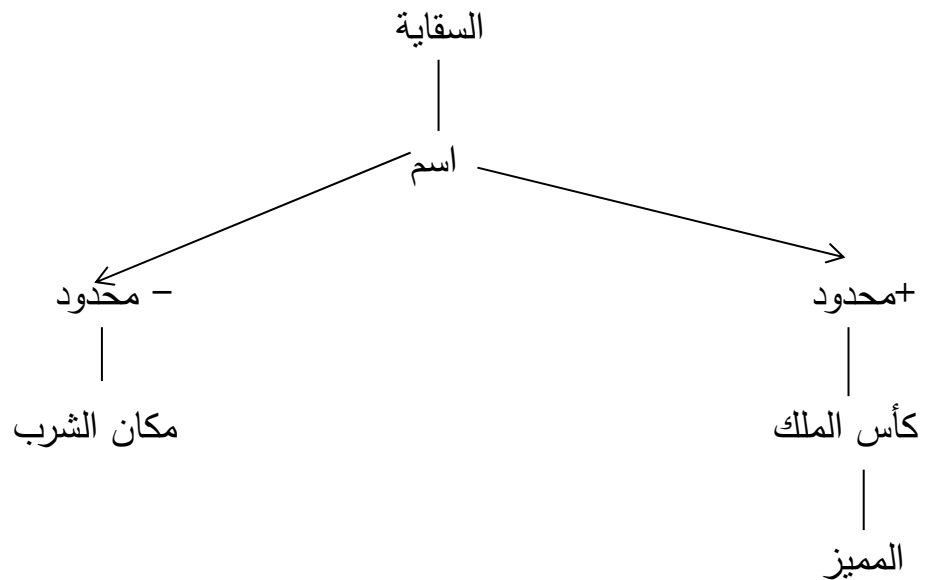 السقاية
اسم
+محدود
– محدود
كأس الملك
مكان الشرب
المميز